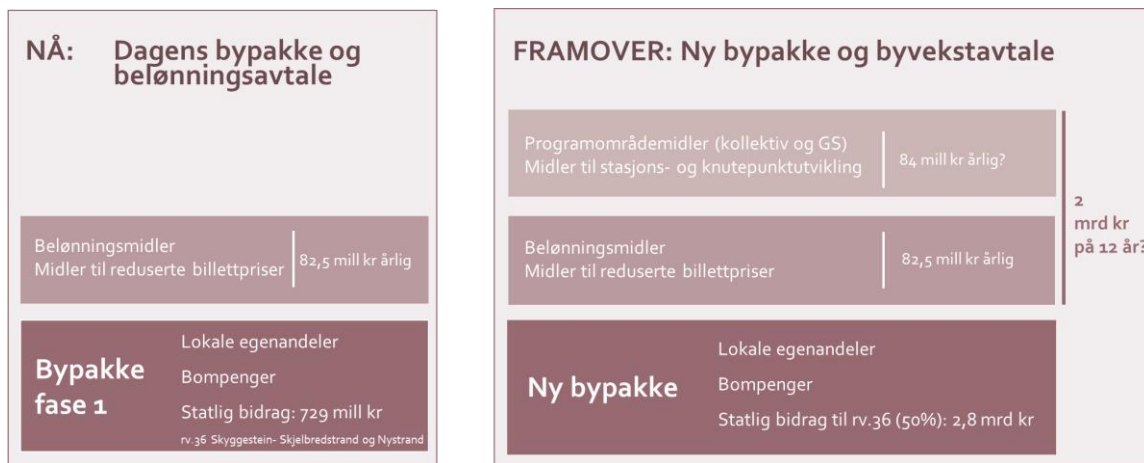 NÅ: Dagens bypakke og
belønningsavtale
Belønningsmidler
Midler til reduserte billettpriser
82,5 mill kr årlig
Bypakke
fase 1
Lokale egenandeler
Bompenger
Statlig bidrag: 729 mill kr
rv.36 Skyggestein- Skjelbredstrand og Nystrand
FRAMOVER: Ny bypakke og byvekstavtale
Programområdemidler (kollektiv og GS)
Midler til stasjons- og knutepunktutvikling
84 mill kr årlig?
Belønningsmidler
Midler til reduserte billettpriser
82,5 mill kr årlig
2
mrd kr
på 12 år?
Ny bypakke
Lokale egenandeler
Bompenger
Statlig bidrag til rv.36 (50%): 2,8 mrd kr